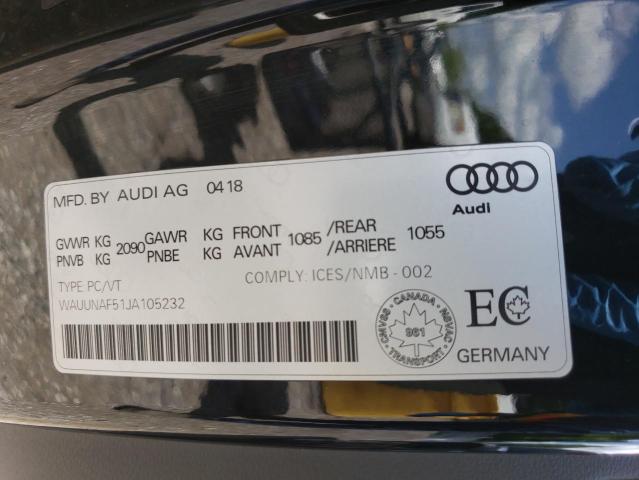 MFD. BY AUDI AG 0418
Audi
GVWR KG 2090 GAWR KG FRONT 1085 /REAR 1055
PNVB KG PNBE KG AVANT /ARRIERE
TYPE PC/VT
COMPLY: ICES/NMB - 002
WAUUNAF51JA105232
CANADA
CMVSS NSVAC
961
TRANSPORT
EC
GERMANY